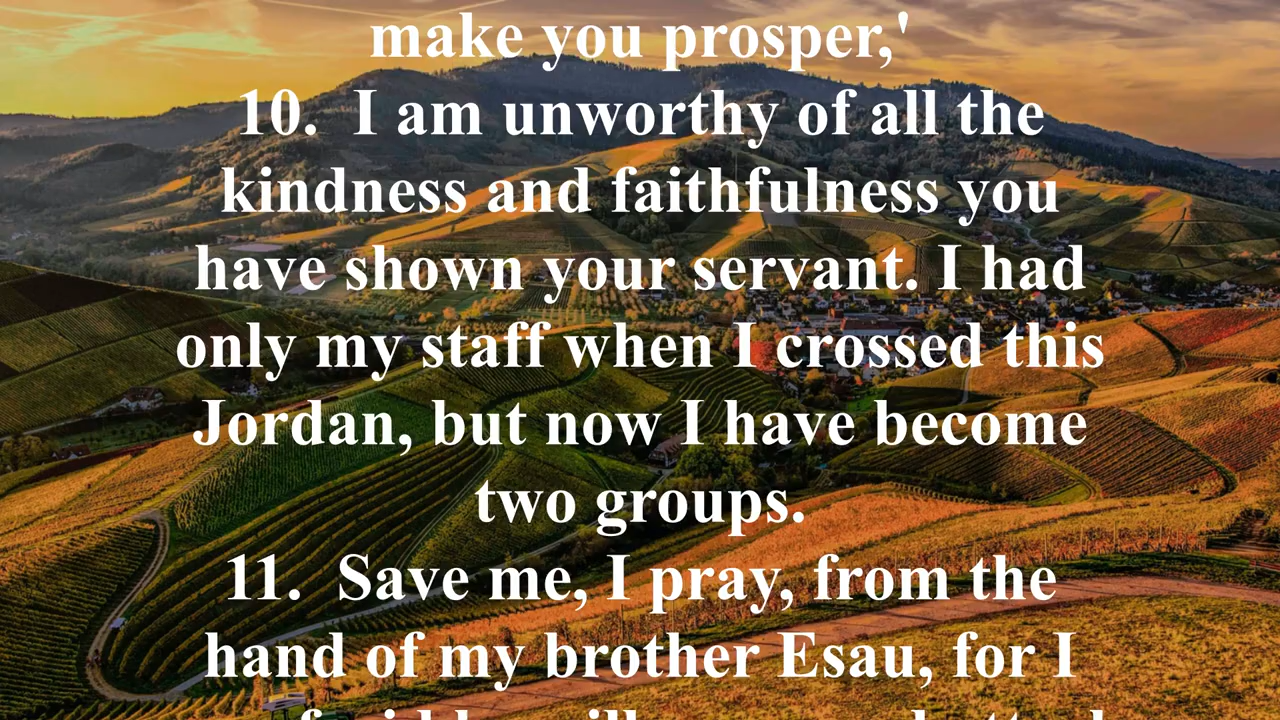 make you prosper,'
10.  I am unworthy of all the
kindness and faithfulness you
have shown your servant. I had
only my staff when I crossed this
Jordan, but now I have become
two groups.
11.  Save me, I pray, from the
hand of my brother Esau, for I